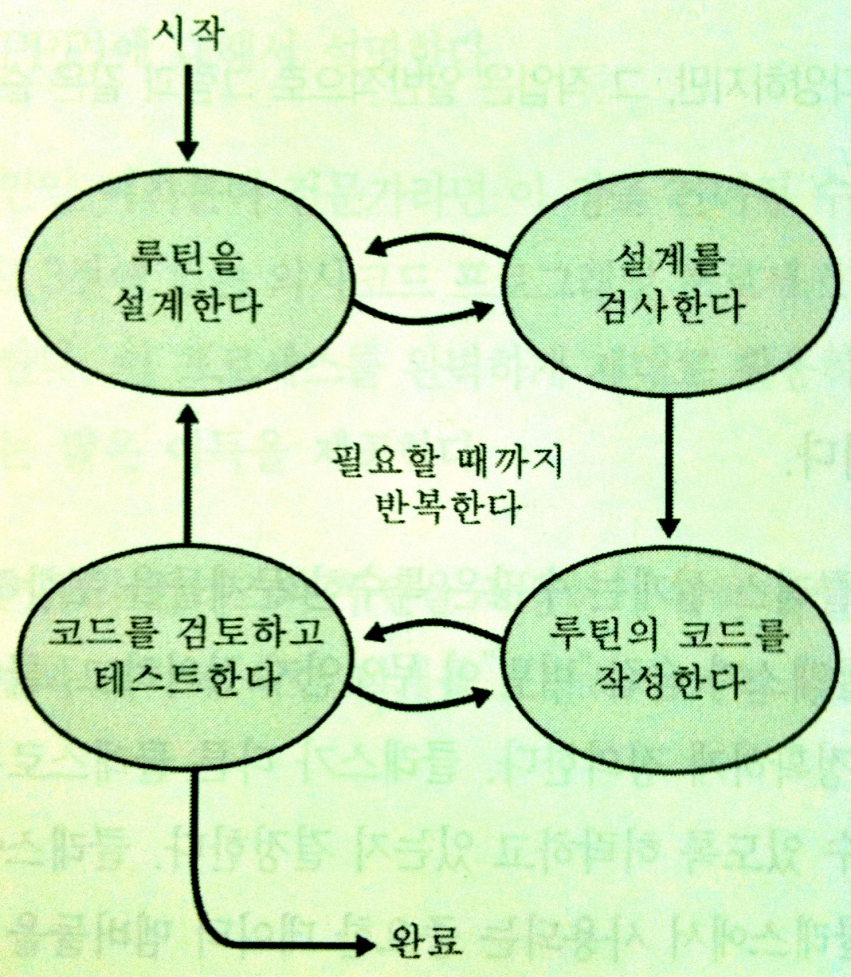 시작
루틴을
설계한다
설계를
검사한다
필요할 때까지
반복한다
코드를 검토하고
테스트한다
루틴의 코드를
작성한다
완료